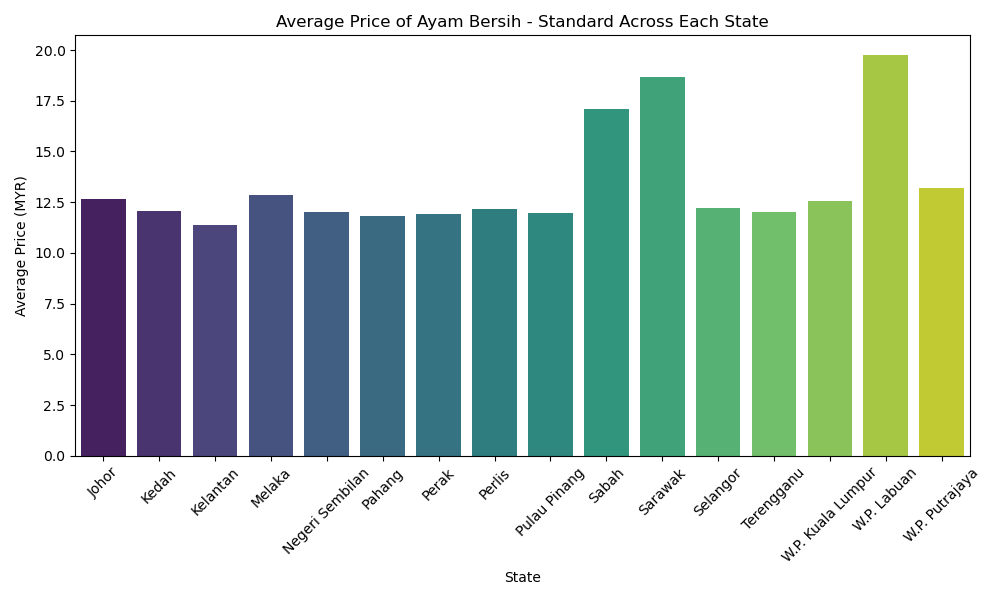 Average Price of Ayam Bersih - Standard Across Each State
Average Price (MYR)
20.0
17.5
15.0
12.5
10.0
7.5
5.0
2.5
0.0
Johor
Kedah
Kelantan
Melaka
Negeri Sembilan
Pahang
Perak
Perlis
Pulau Pinang
Sabah
Sarawak
Selangor
Terengganu
W.P. Kuala Lumpur
W.P. Labuan
W.P. Putrajaya
State